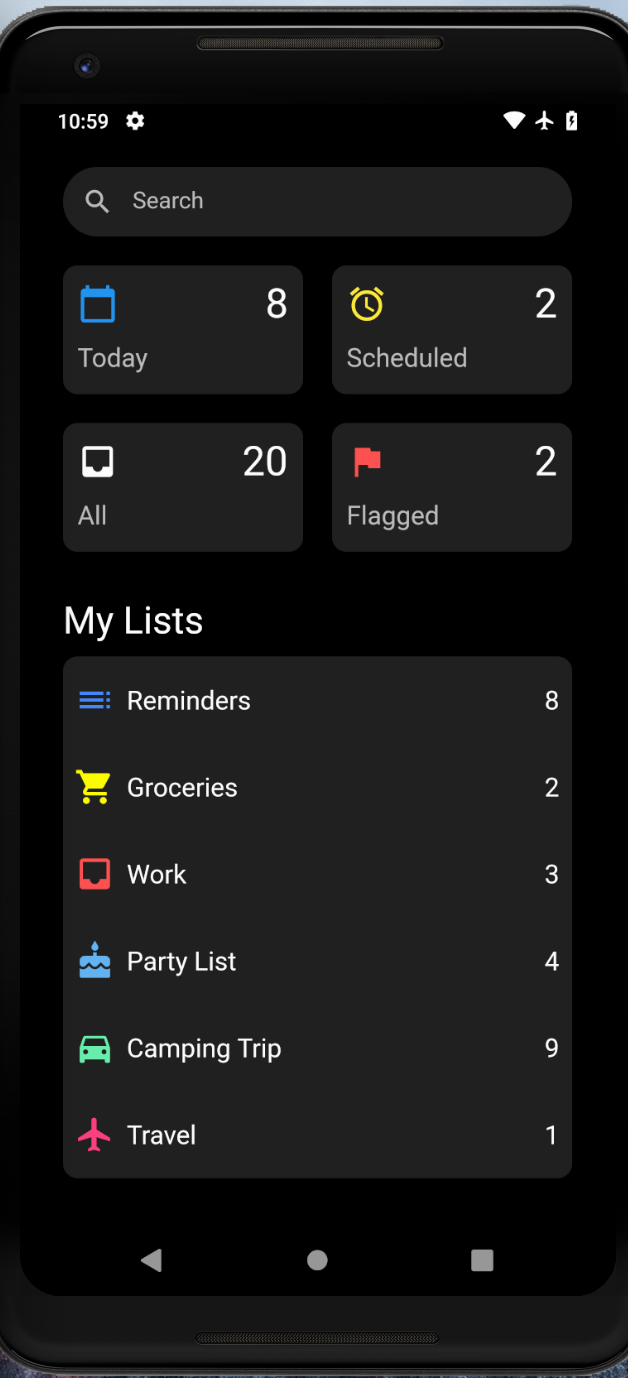 10:59
Search
8
Today
2
Scheduled
20
All
2
Flagged
My Lists
Reminders 8
Groceries 2
Work 3
Party List 4
Camping Trip 9
Travel 1